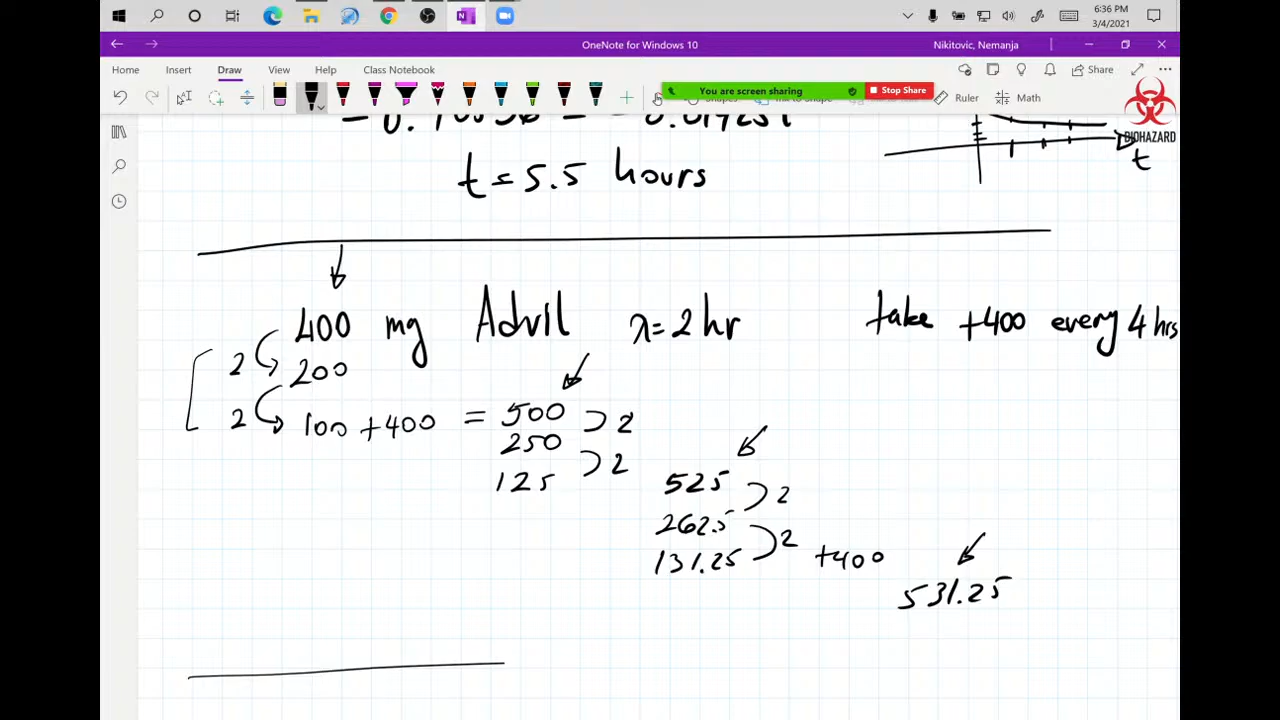 6:36 PM
3/4/2021
OneNote for Windows 10
Nikitovic, Nemanja
Home Insert Draw View Help Class Notebook
Share
You are screen sharing
Stop Share
Ruler
Math
BIOHAZARD
t
t = 5.5 hours
400 mg Advil λ = 2 hr take +400 every 4 hrs
2 200
2 100 + 400 = 500 2
250
125 2
525
262.5 2
131.25 2 +400
531.25